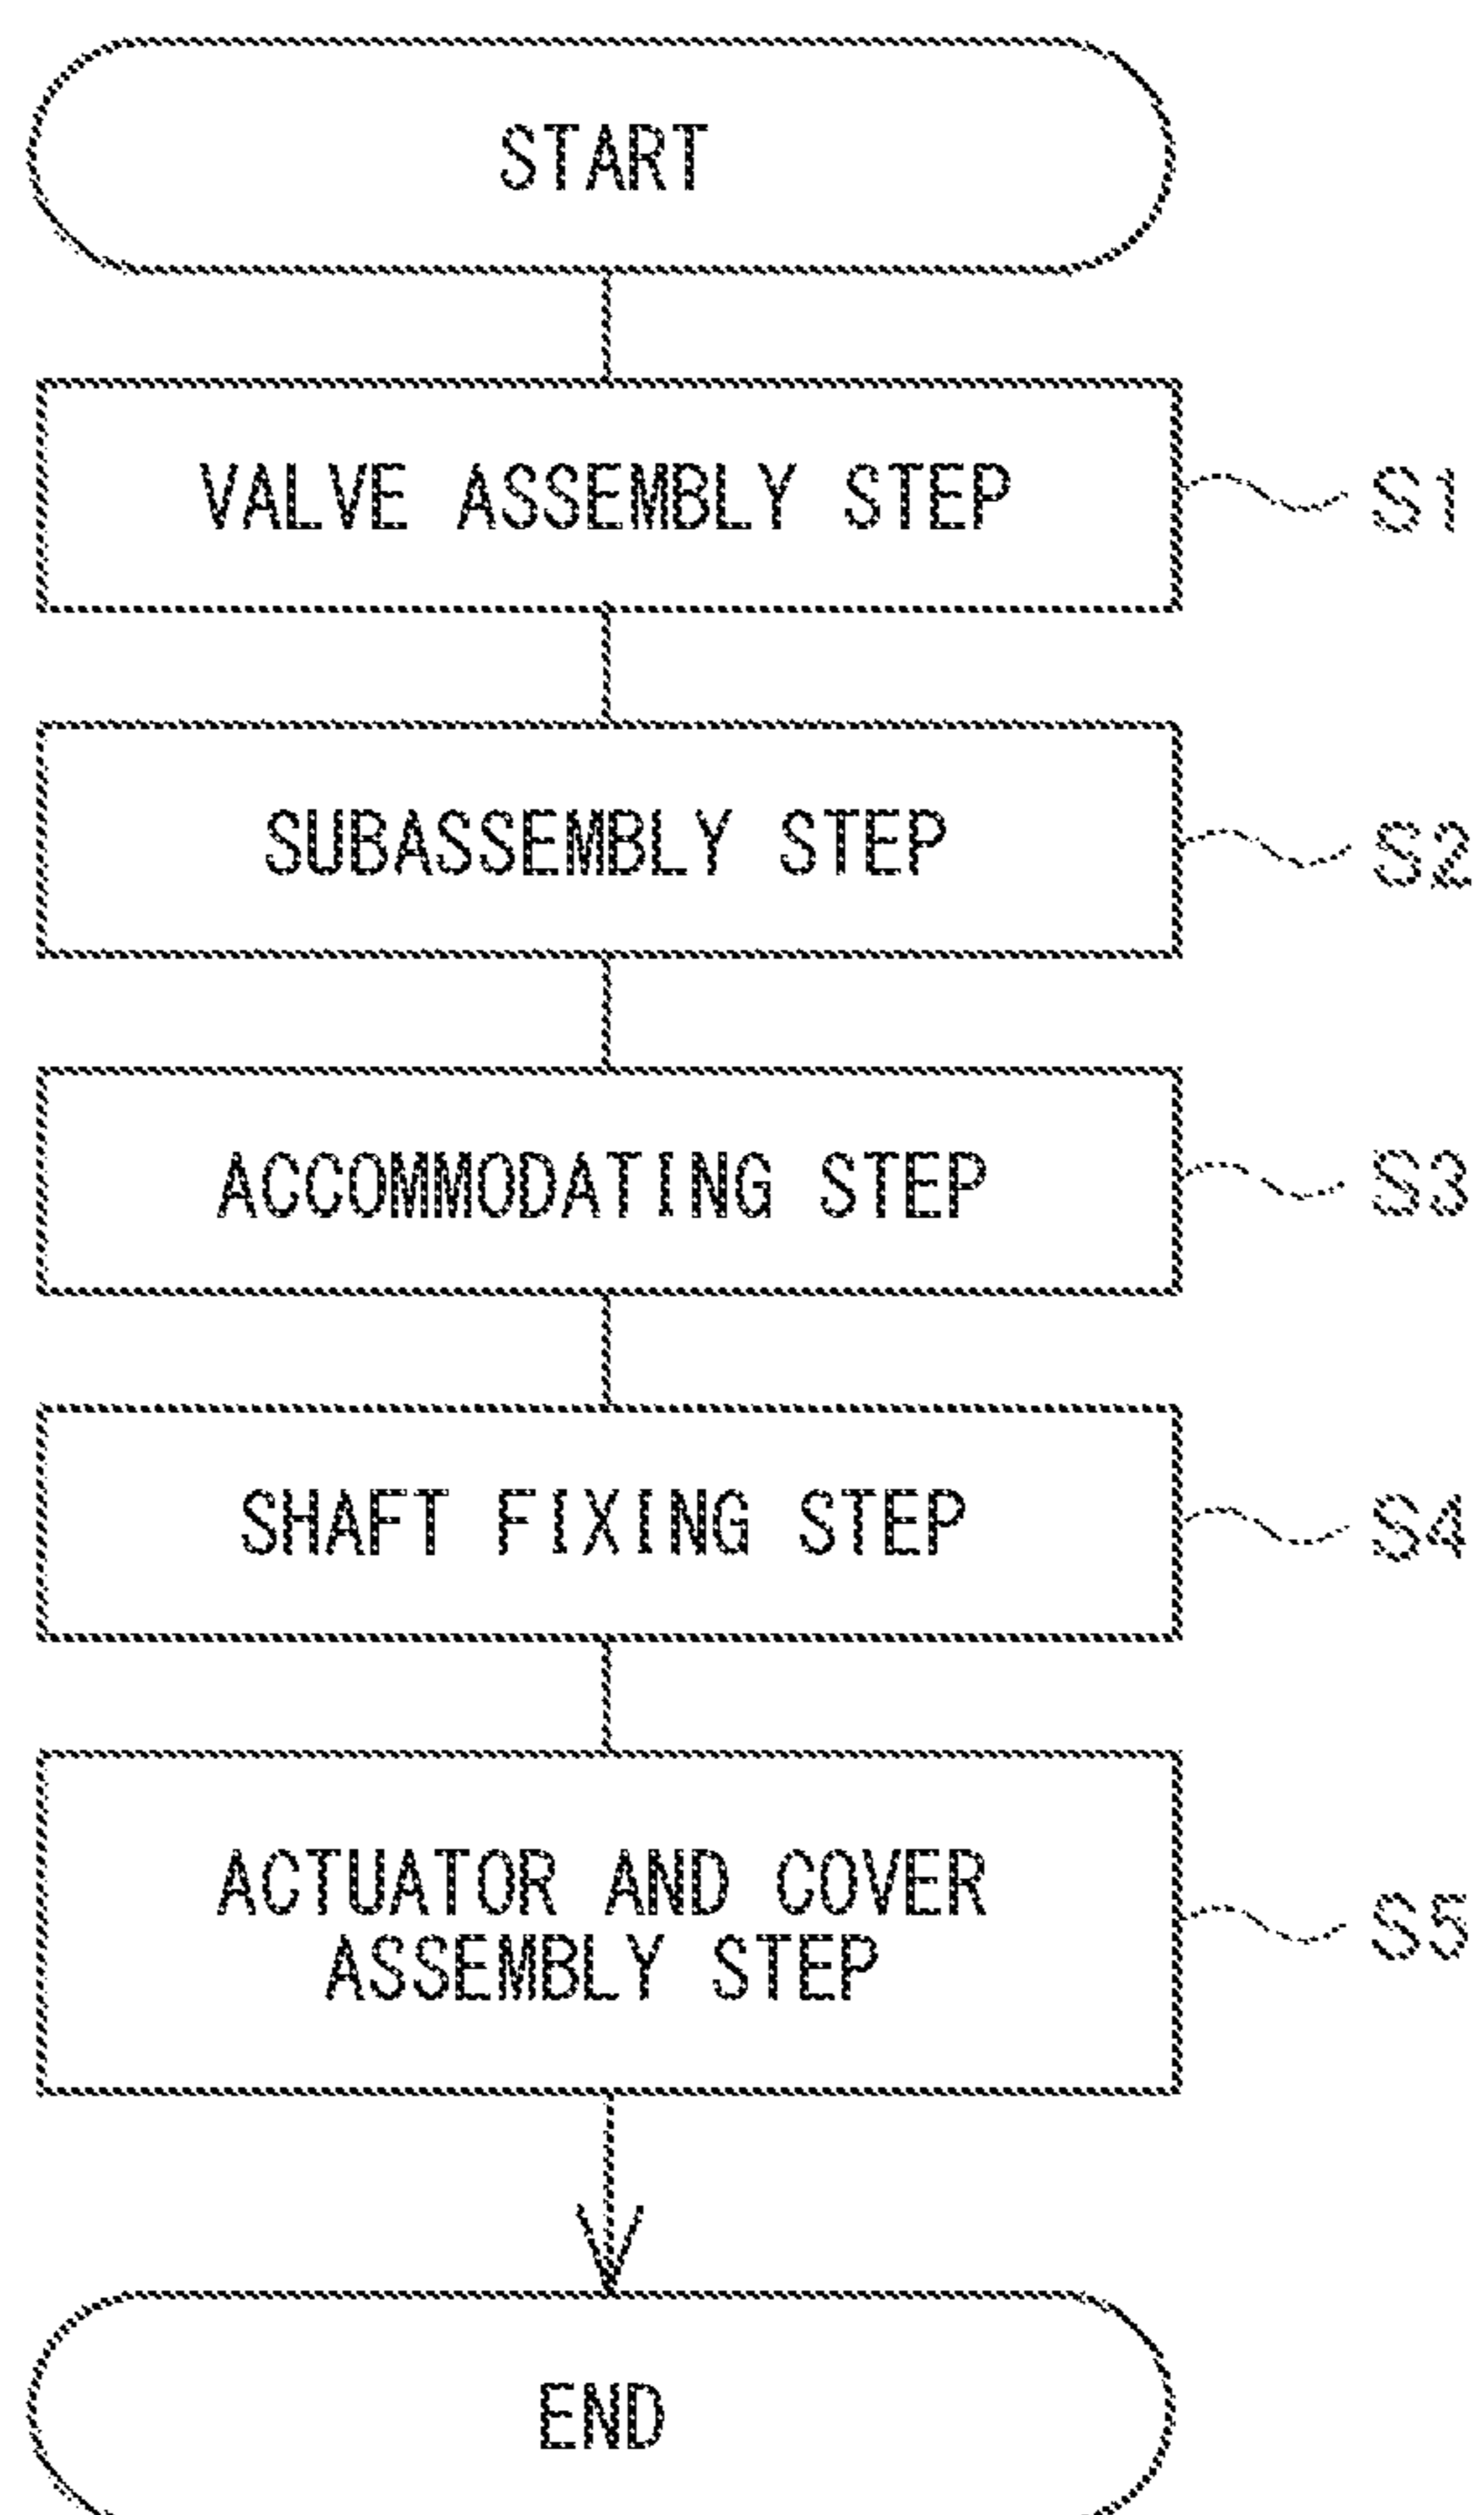 START
VALVE ASSEMBLY STEP
S1
SUBASSEMBLY STEP
S2
ACCOMMODATING STEP
S3
SHAFT FIXING STEP
S4
ACTUATOR AND COVER
ASSEMBLY STEP
S5
END